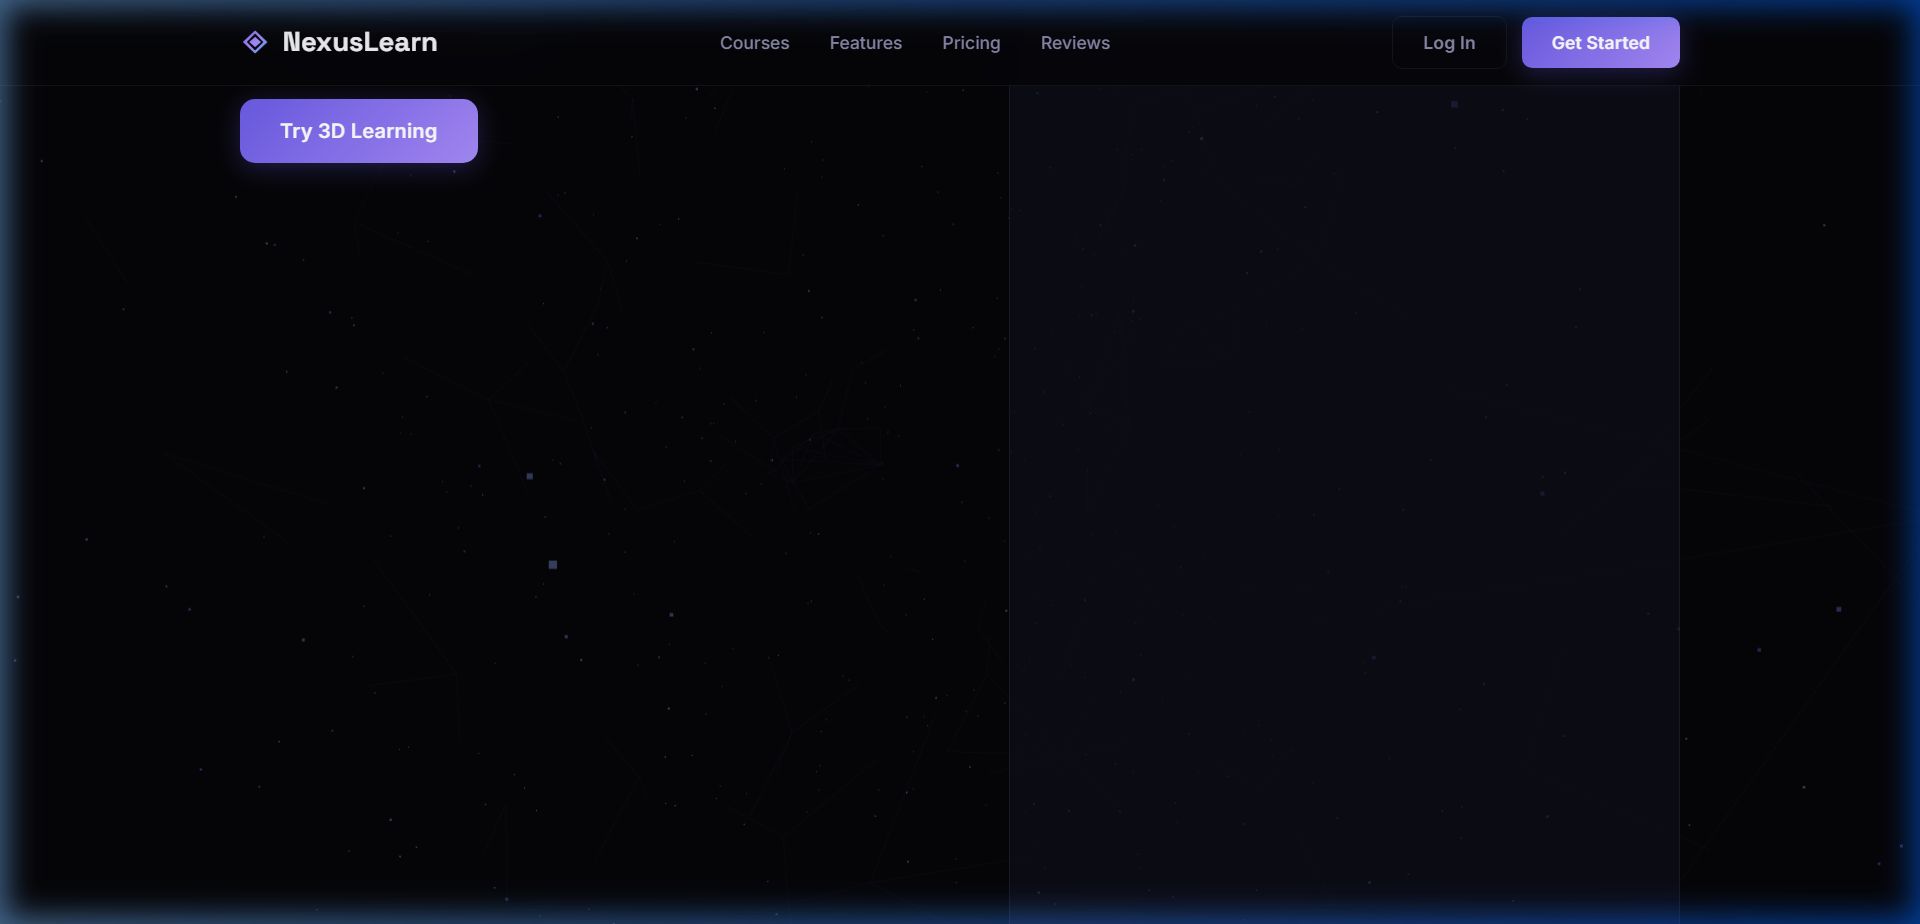 NexusLearn
Courses
Features
Pricing
Reviews
Log In
Get Started
Try 3D Learning